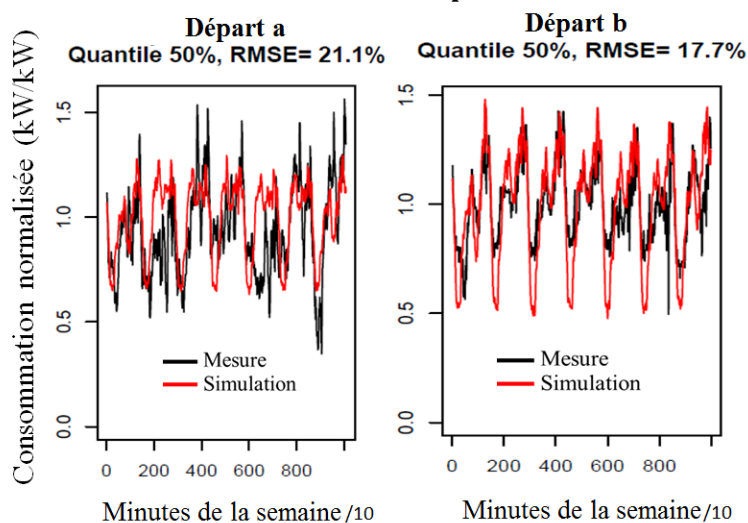 Départ a
Quantile 50%, RMSE= 21.1%
Consommation normalisée (kW/kW)
1.5
1.0
0.5
0.0
Mesure
Simulation
0 200 400 600 800
Minutes de la semaine/10
Départ b
Quantile 50%, RMSE= 17.7%
1.5
1.0
0.5
0.0
Mesure
Simulation
0 200 400 600 800
Minutes de la semaine/10